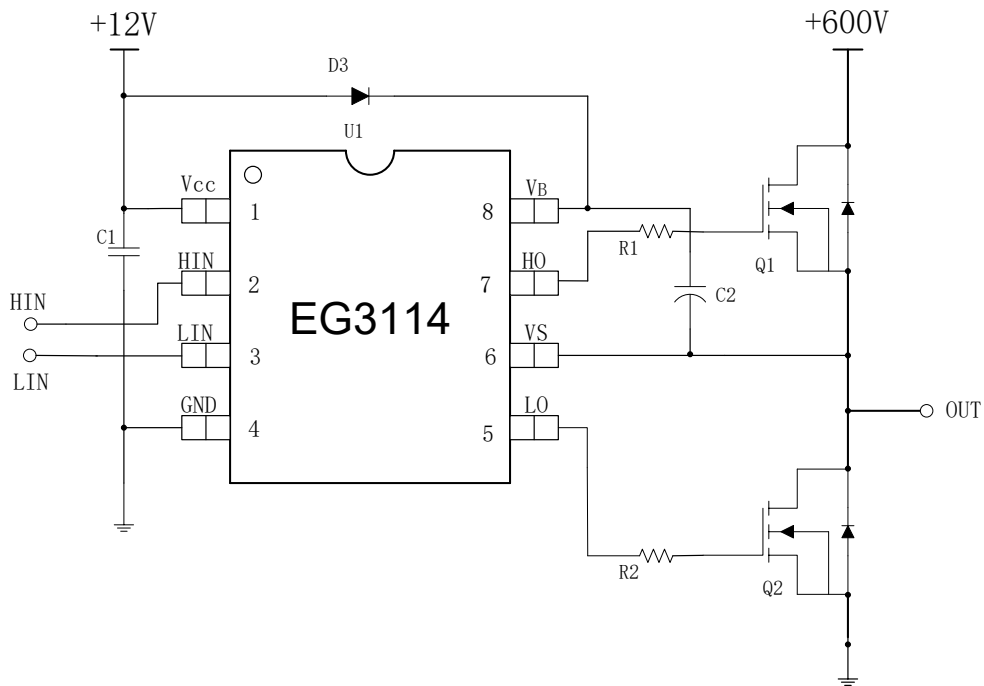 +12V
+600V
D3
U1
Vcc
1
8
VB
C1
HIN
2
7
HO
R1
Q1
HIN
EG3114
C2
LIN
3
6
VS
LIN
GND
4
5
LO
OUT
R2
Q2